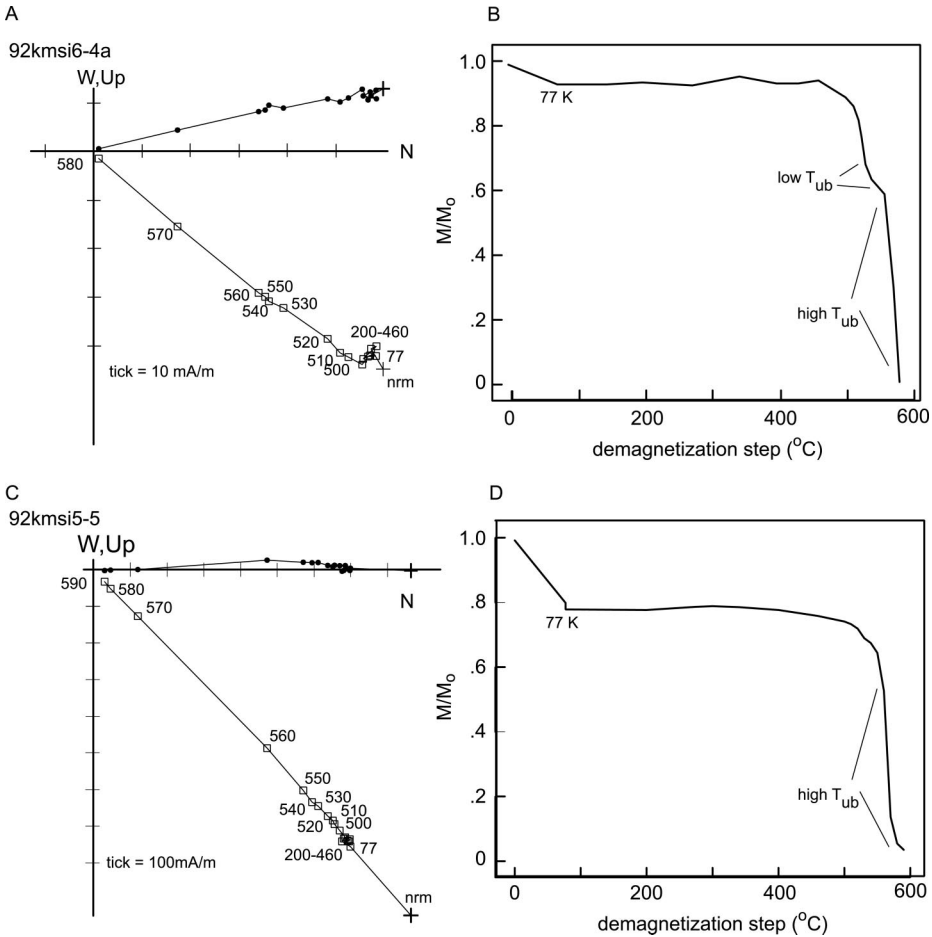 A
92kmsi6-4a
W,Up
N
580
570
560
550
540
530
520
510
500
200-460
77
nrm
tick = 10 mA/m
B
1.0
.8
.6
.4
.2
0
M/Mo
77 K
low Tub
high Tub
0
200
400
600
demagnetization step (oC)
C
92kmsi5-5
W,Up
N
590
580
570
560
550
540
530
510
520
500
200-460
77
nrm
tick = 100mA/m
D
1.0
.8
.6
.4
.2
0
M/Mo
77 K
high Tub
0
200
400
600
demagnetization step (oC)